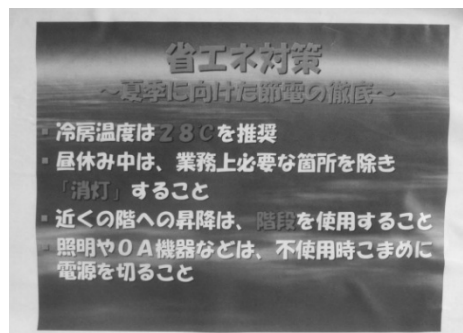 省エネ対策
～夏季に向けた節電の徹底～
・冷房温度は２８℃を推奨
・昼休み中は、業務上必要な箇所を除き
「消灯」すること
・近くの階への昇降は、階段を使用すること
・照明やＯＡ機器などは、不使用時こまめに
電源を切ること